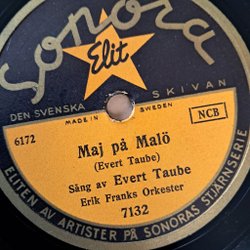 Sonora
Elit
DEN SVENSKA SKIVAN
MADE IN SWEDEN
6172
NCB
Maj på Malö
(Evert Taube)
Sång av Evert Taube
Erik Franks Orkester
7132
ELITEN AV ARTISTER PÅ SONORAS STJÄRNSERIE